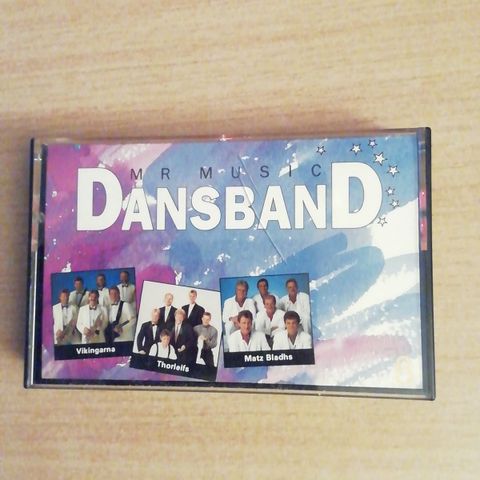 MR MUSIC
DANSBAND
Vikingarna
Thorleifs
Matz Bladhs